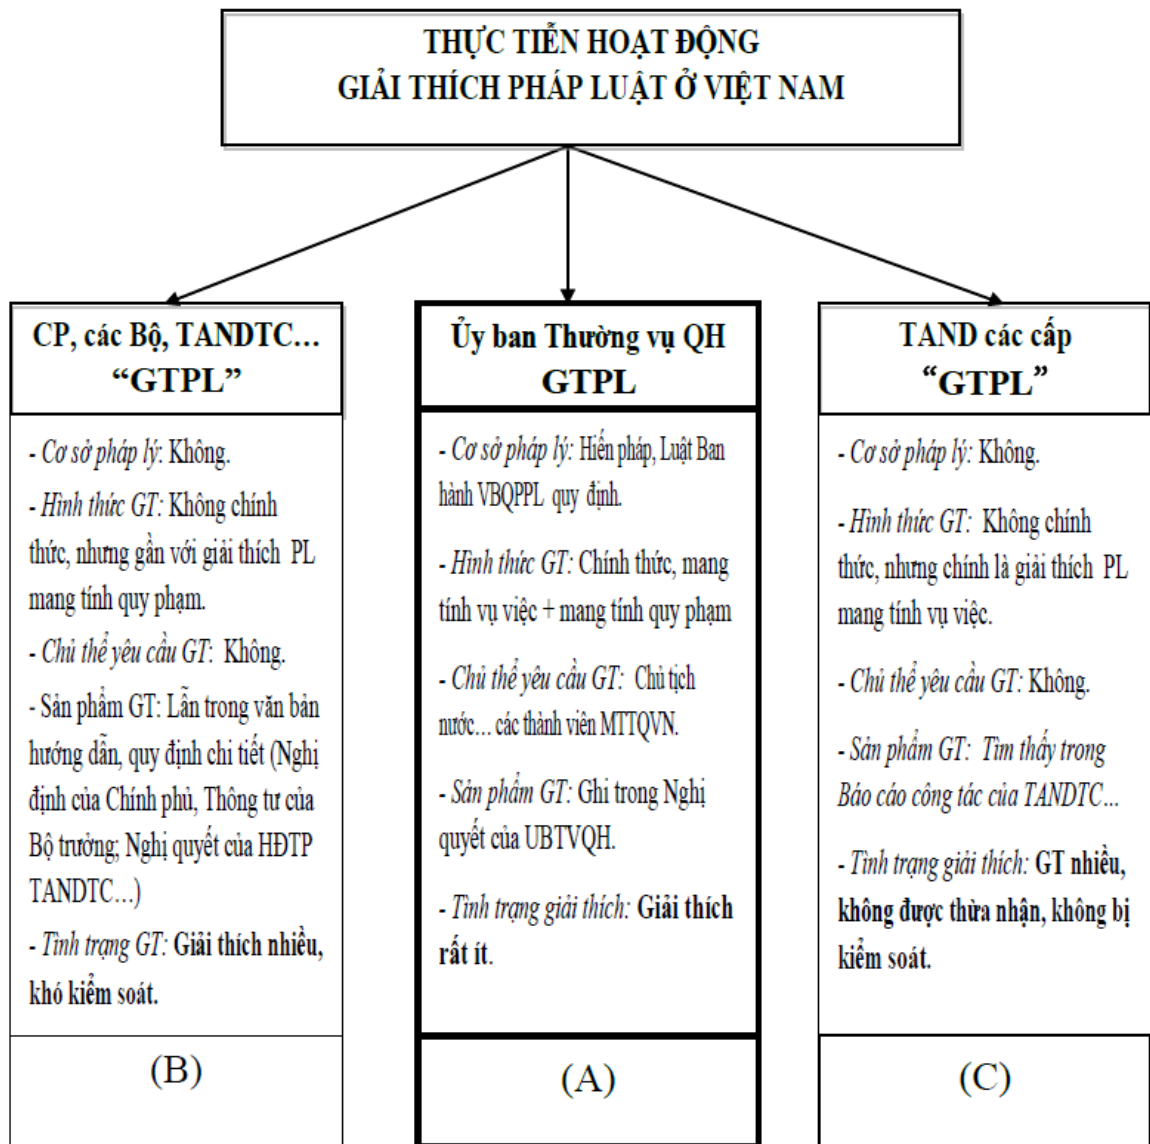 THỰC TIỄN HOẠT ĐỘNG
GIẢI THÍCH PHÁP LUẬT Ở VIỆT NAM
CP, các Bộ, TANDTC…
“GTPL”
- Cơ sở pháp lý: Không.
- Hình thức GT: Không chính
thức, nhưng gần với giải thích PL
mang tính quy phạm.
- Chủ thể yêu cầu GT: Không.
- Sản phẩm GT: Lẫn trong văn bản
hướng dẫn, quy định chi tiết (Nghị
định của Chính phủ, Thông tư của
Bộ trưởng; Nghị quyết của HĐTP
TANDTC…)
- Tình trạng GT: Giải thích nhiều,
khó kiểm soát.
(B)
Ủy ban Thường vụ QH
GTPL
- Cơ sở pháp lý: Hiến pháp, Luật Ban
hành VBQPPL quy định.
- Hình thức GT: Chính thức, mang
tính vụ việc + mang tính quy phạm
- Chủ thể yêu cầu GT: Chủ tịch
nước… các thành viên MTTQVN.
- Sản phẩm GT: Ghi trong Nghị
quyết của UBTVQH.
- Tình trạng giải thích: Giải thích
rất ít.
(A)
TAND các cấp
“GTPL”
- Cơ sở pháp lý: Không.
- Hình thức GT: Không chính
thức, nhưng chính là giải thích PL
mang tính vụ việc.
- Chủ thể yêu cầu GT: Không.
- Sản phẩm GT: Tìm thấy trong
Báo cáo công tác của TANDTC…
- Tình trạng giải thích: GT nhiều,
không được thừa nhận, không bị
kiểm soát.
(C)